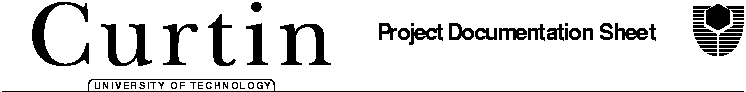 Curtin
UNIVERSITY OF TECHNOLOGY
Project Documentation Sheet